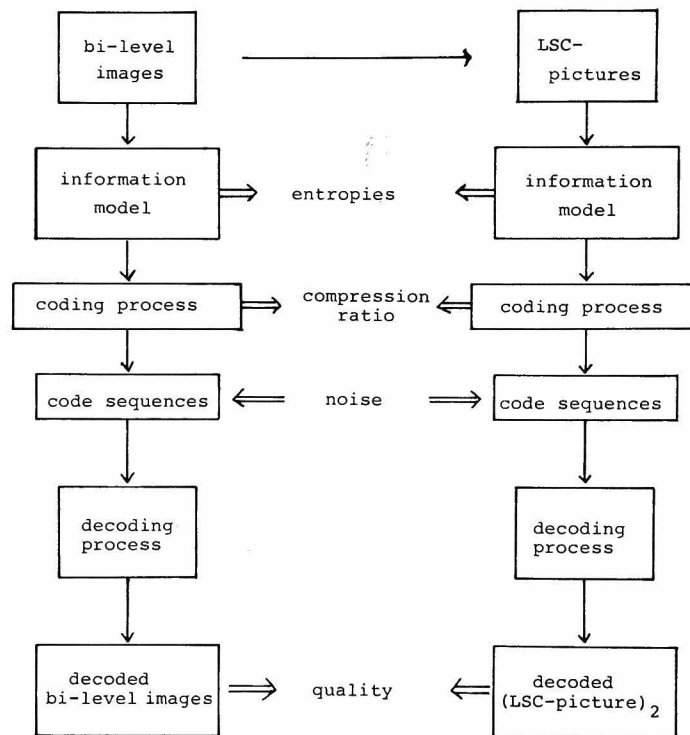 bi-level
images
LSC-
pictures
information
model
entropies
information
model
coding process
compression
ratio
coding process
code sequences
noise
code sequences
decoding
process
decoding
process
decoded
bi-level images
quality
decoded
(LSC-picture)2